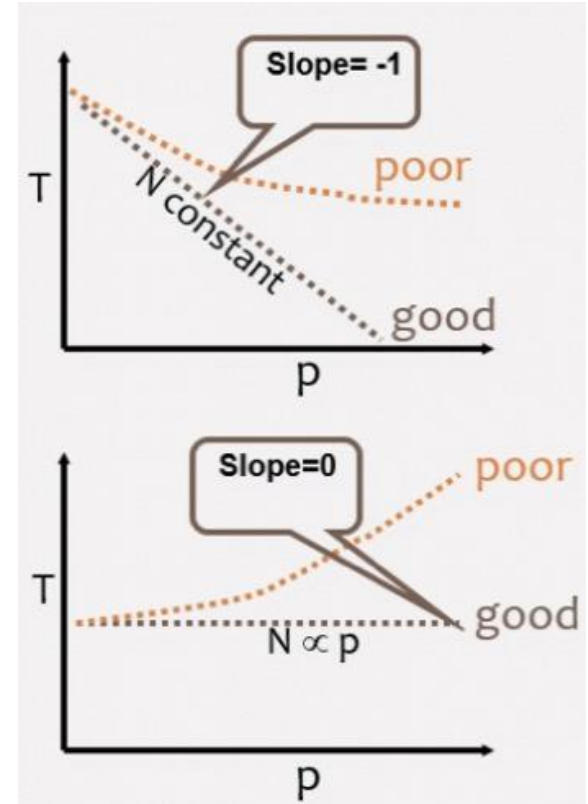 Slope= -1
poor
T
N constant
good
p
Slope=0
poor
T
good
N ∝ p
p